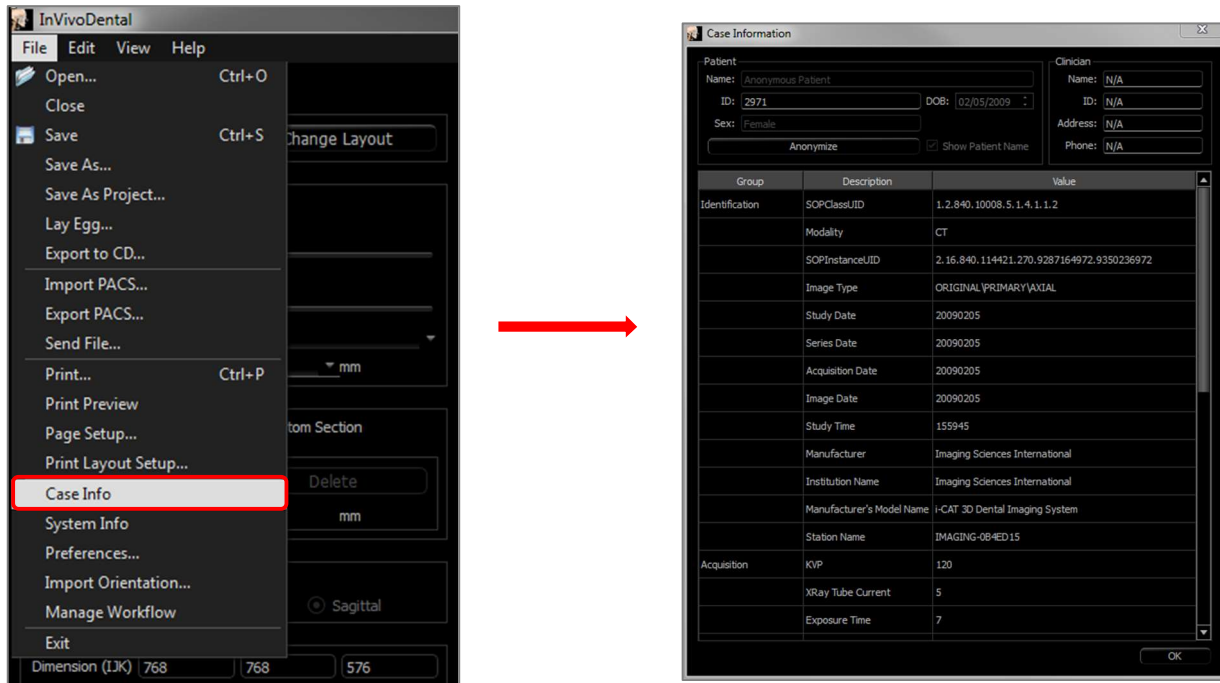 InVivoDental
File Edit View Help
Open... Ctrl+O
Close
Save Ctrl+S
Save As...
Save As Project...
Lay Egg...
Export to CD...
Import PACS...
Export PACS...
Send File...
Print... Ctrl+P
Print Preview
Page Setup...
Print Layout Setup...
Case Info
System Info
Preferences...
Import Orientation...
Manage Workflow
Exit
Change Layout
mm
tom Section
Delete
mm
Sagittal
Dimension (IJK) 768 768 576
Case Information
Patient
Name: Anonymous Patient
ID: 2971 DOB: 02/05/2009
Sex: Female
Anonymize Show Patient Name
Clinician
Name: N/A
ID: N/A
Address: N/A
Phone: N/A
Group Description Value
Identification SOPClassUID 1.2.840.10008.5.1.4.1.1.2
Modality CT
SOPInstanceUID 2.16.840.114421.270.9287164972.9350236972
Image Type ORIGINAL\PRIMARY\AXIAL
Study Date 20090205
Series Date 20090205
Acquisition Date 20090205
Image Date 20090205
Study Time 155945
Manufacturer Imaging Sciences International
Institution Name Imaging Sciences International
Manufacturer's Model Name i-CAT 3D Dental Imaging System
Station Name IMAGING-0B4ED15
Acquisition KVP 120
XRay Tube Current 5
Exposure Time 7
OK